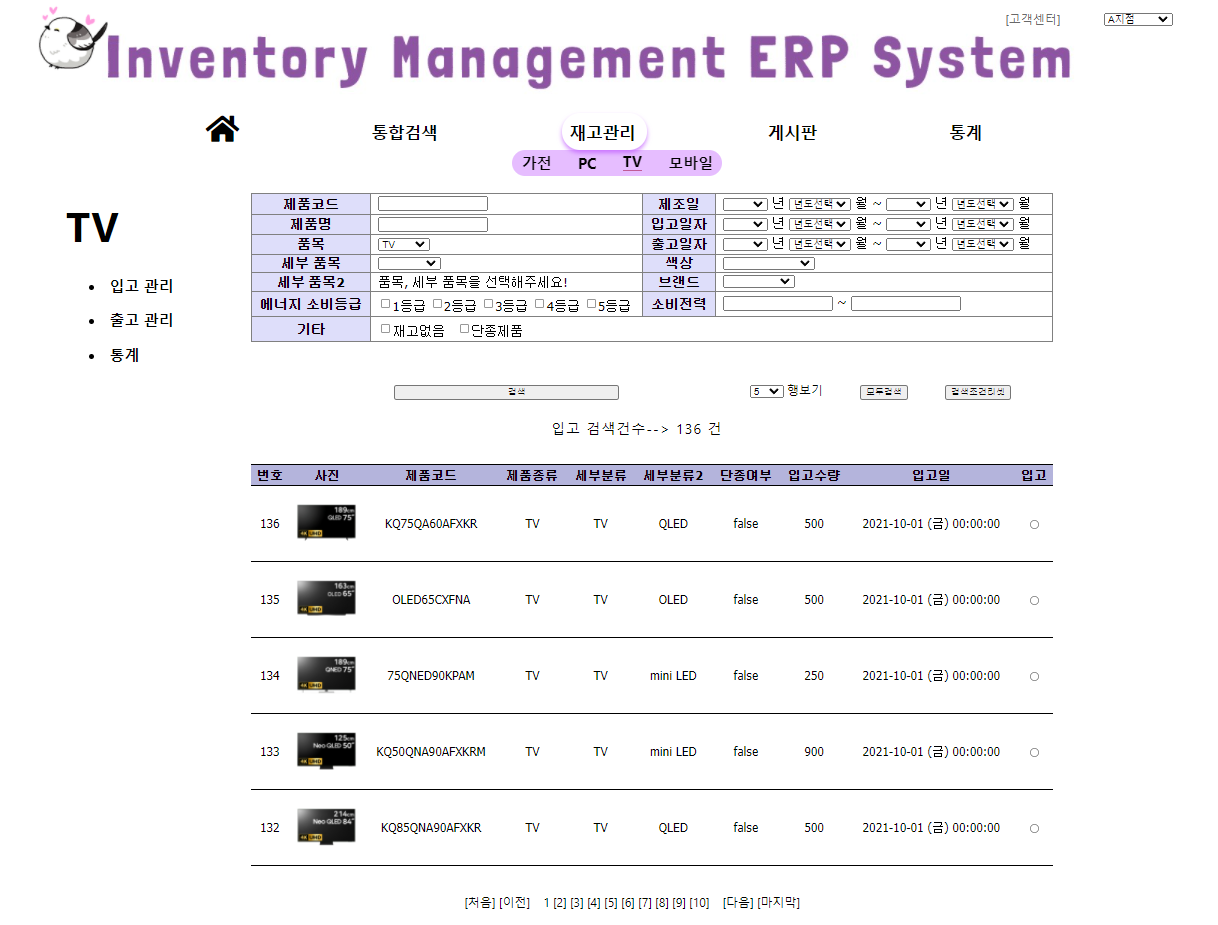 [고객센터] A지점
Inventory Management ERP System
통합검색 재고관리 게시판 통계
가전 PC TV 모바일
TV
입고 관리
출고 관리
통계
제품코드 제조일 년 년도선택 월 ~ 년 년도선택 월
제품명 입고일자 년 년도선택 월 ~ 년 년도선택 월
품목 TV 출고일자 년 년도선택 월 ~ 년 년도선택 월
세부 품목 색상
세부 품목2 품목, 세부 품목을 선택해주세요! 브랜드
에너지 소비등급 1등급 2등급 3등급 4등급 5등급 소비전력 ~
기타 재고없음 단종제품
검색 5 행보기 모두검색 검색조건리셋
입고 검색건수--> 136 건
번호 사진 제품코드 제품종류 세부분류 세부분류2 단종여부 입고수량 입고일 입고
189cm
QLED 75"
4K UHD
136 KQ75QA60AFXKR TV TV QLED false 500 2021-10-01 (금) 00:00:00
163cm
OLED 65"
4K UHD
135 OLED65CXFNA TV TV OLED false 500 2021-10-01 (금) 00:00:00
189cm
QNED 75"
4K UHD
134 75QNED90KPAM TV TV mini LED false 250 2021-10-01 (금) 00:00:00
125cm
Neo QLED 50"
4K UHD
133 KQ50QNA90AFXKRM TV TV mini LED false 900 2021-10-01 (금) 00:00:00
214cm
Neo QLED 84"
4K UHD
132 KQ85QNA90AFXKR TV TV QLED false 500 2021-10-01 (금) 00:00:00
[처음] [이전] 1 [2] [3] [4] [5] [6] [7] [8] [9] [10] [다음] [마지막]